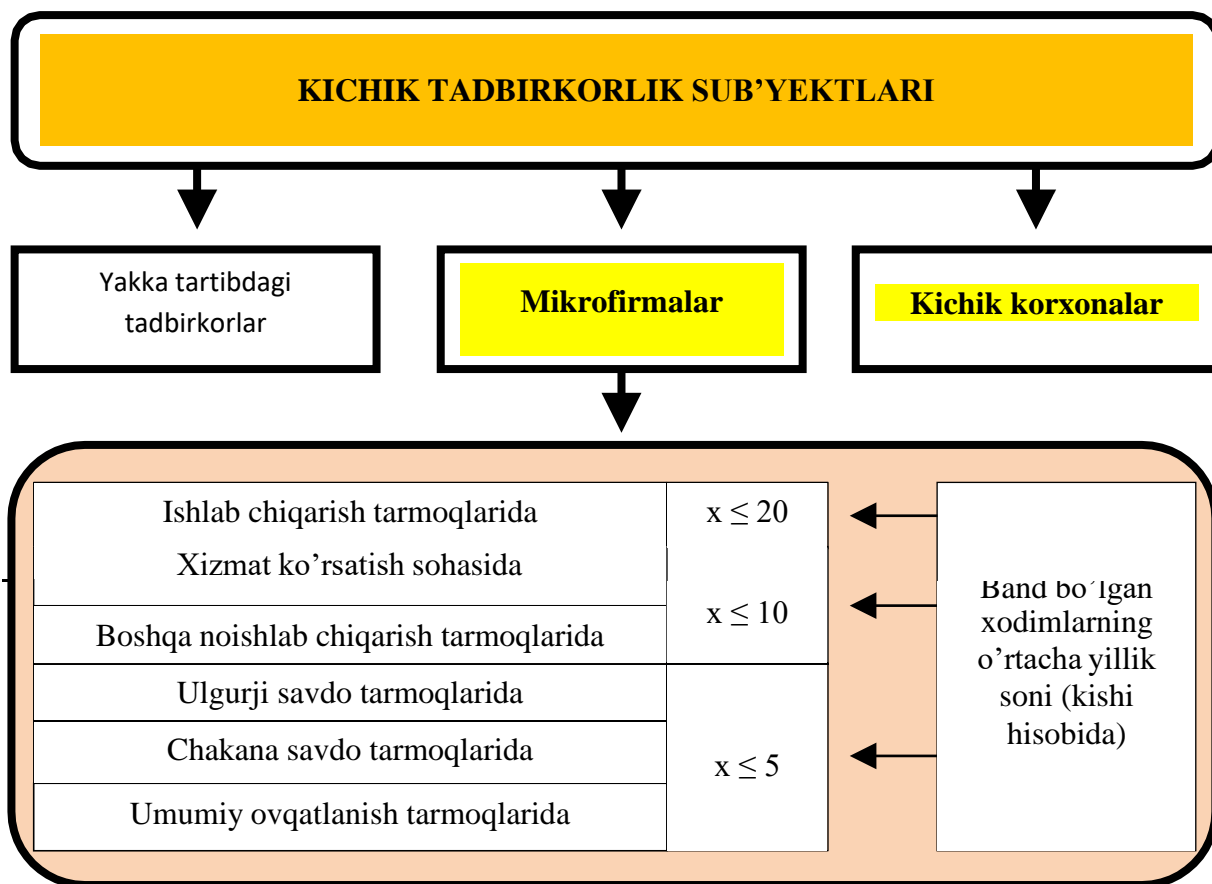 KICHIK TADBIRKORLIK SUB’YEKTLARI
Yakka tartibdagi
tadbirkorlar
Mikrofirmalar
Kichik korxonalar
Ishlab chiqarish tarmoqlarida
x ≤ 20
Xizmat ko’rsatish sohasida
Boshqa noishlab chiqarish tarmoqlarida
x ≤ 10
Ulgurji savdo tarmoqlarida
Chakana savdo tarmoqlarida
Umumiy ovqatlanish tarmoqlarida
x ≤ 5
Band bo’lgan
xodimlarning
o’rtacha yillik
soni (kishi
hisobida)